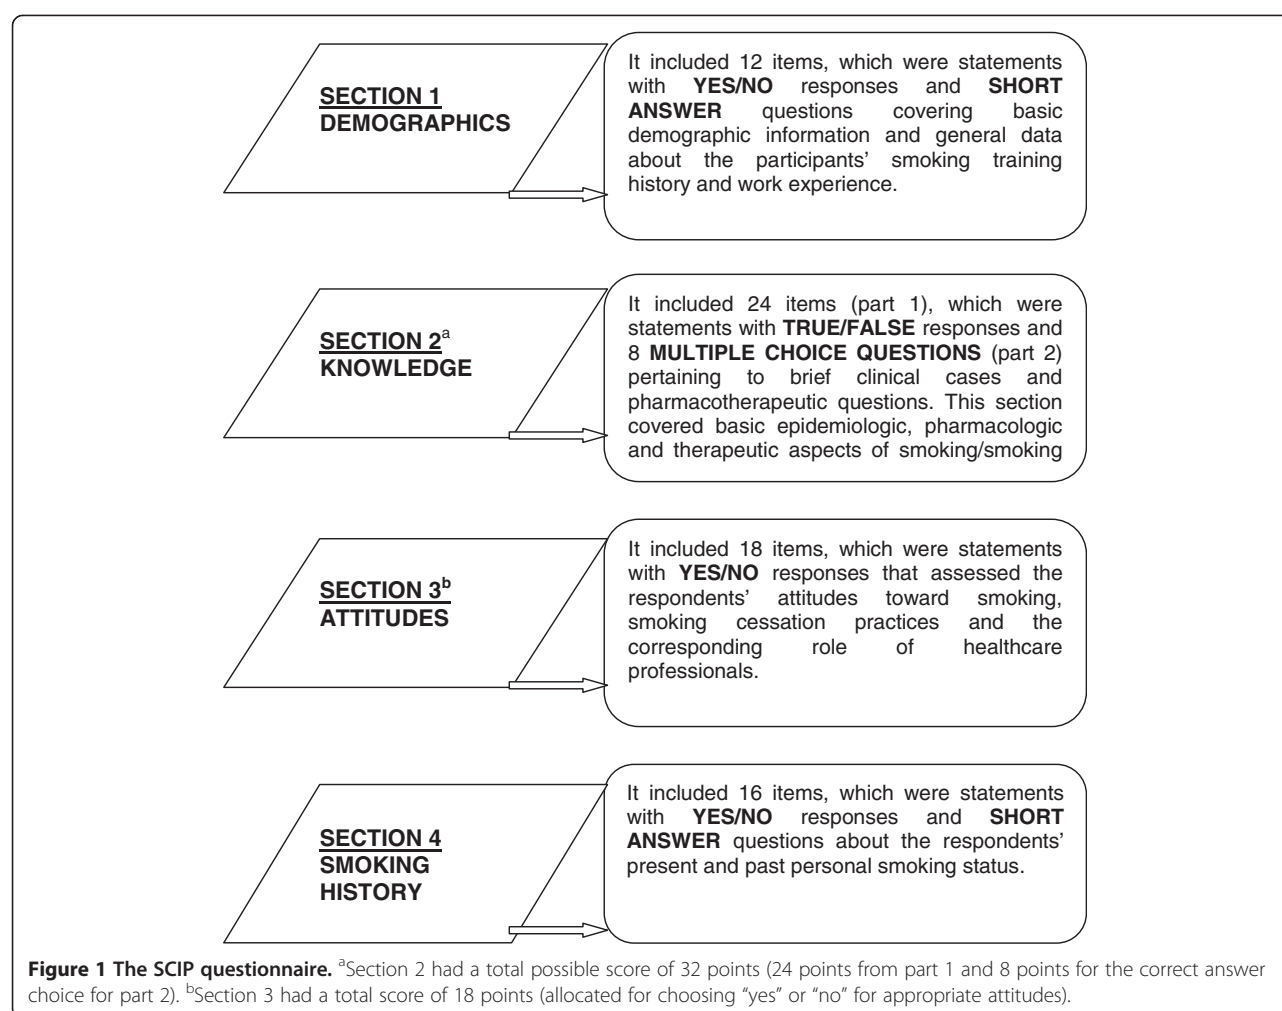 SECTION 1
DEMOGRAPHICS
It included 12 items, which were statements
with YES/NO responses and SHORT
ANSWER questions covering basic
demographic information and general data
about the participants’ smoking training
history and work experience.
SECTION 2a
KNOWLEDGE
It included 24 items (part 1), which were
statements with TRUE/FALSE responses and
8 MULTIPLE CHOICE QUESTIONS (part 2)
pertaining to brief clinical cases and
pharmacotherapeutic questions. This section
covered basic epidemiologic, pharmacologic
and therapeutic aspects of smoking/smoking
SECTION 3b
ATTITUDES
It included 18 items, which were statements
with YES/NO responses that assessed the
respondents’ attitudes toward smoking,
smoking cessation practices and the
corresponding role of healthcare
professionals.
SECTION 4
SMOKING
HISTORY
It included 16 items, which were statements
with YES/NO responses and SHORT
ANSWER questions about the respondents’
present and past personal smoking status.
Figure 1 The SCIP questionnaire. aSection 2 had a total possible score of 32 points (24 points from part 1 and 8 points for the correct answer
choice for part 2). bSection 3 had a total score of 18 points (allocated for choosing “yes” or “no” for appropriate attitudes).